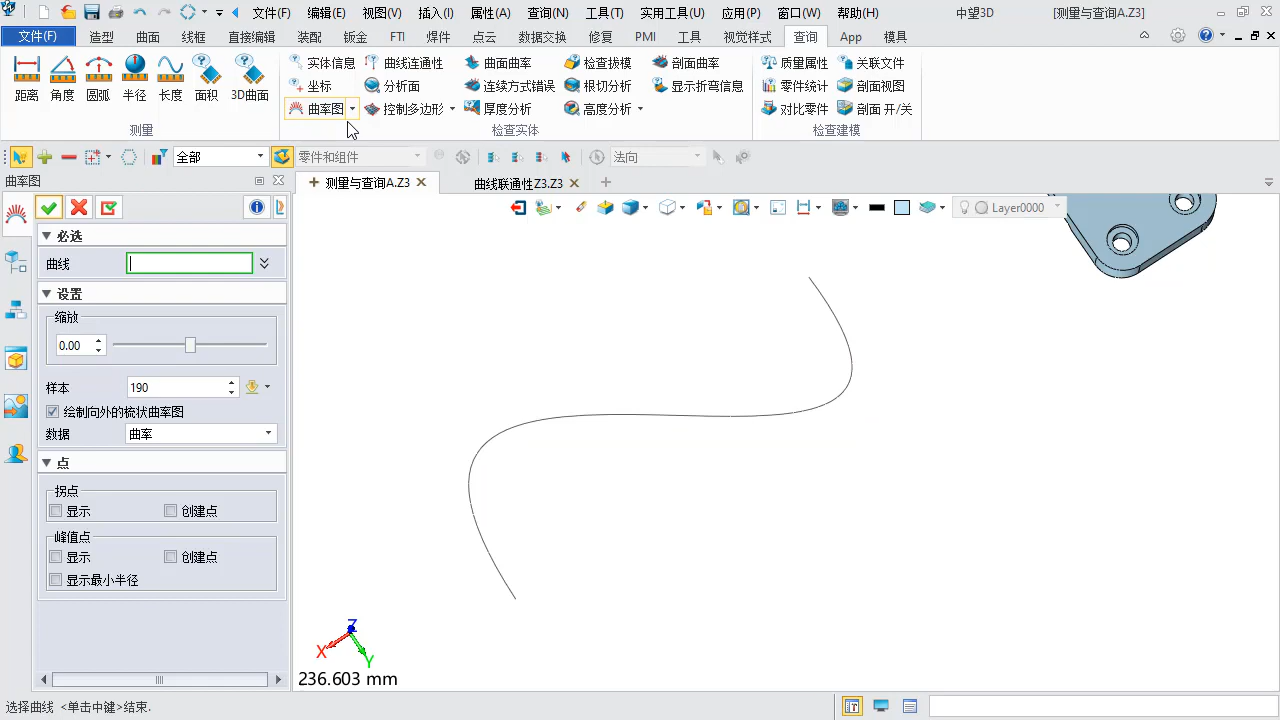 文件(F) 编辑(E) 视图(V) 插入(I) 属性(A) 查询(N) 工具(T) 实用工具(U) 应用(P) 窗口(W) 帮助(H) 中望3D [测量与查询A.Z3]
文件(F) 造型 曲面 线框 直接编辑 装配 钣金 FTI 焊件 点云 数据交换 修复 PMI 工具 视觉样式 查询 App 模具
距离 角度 圆弧 半径 长度 面积 3D曲面
实体信息 曲线连通性 曲面曲率 检查拔模 剖面曲率 质量属性 关联文件
坐标 分析面 连续方式错误 根切分析 显示折弯信息 零件统计 剖面视图
曲率图 控制多边形 厚度分析 高度分析 对比零件 剖面 开/关
测量 检查实体 检查建模
全部 零件和组件 法向
曲率图
测量与查询A.Z3 曲线联通性Z3.Z3
Layer0000
必选
曲线
设置
缩放
0.00
样本 190
绘制向外的梳状曲率图
数据 曲率
点
拐点
显示 创建点
峰值点
显示 创建点
显示最小半径
Z
X
Y
236.603 mm
选择曲线 <单击中键>结束.